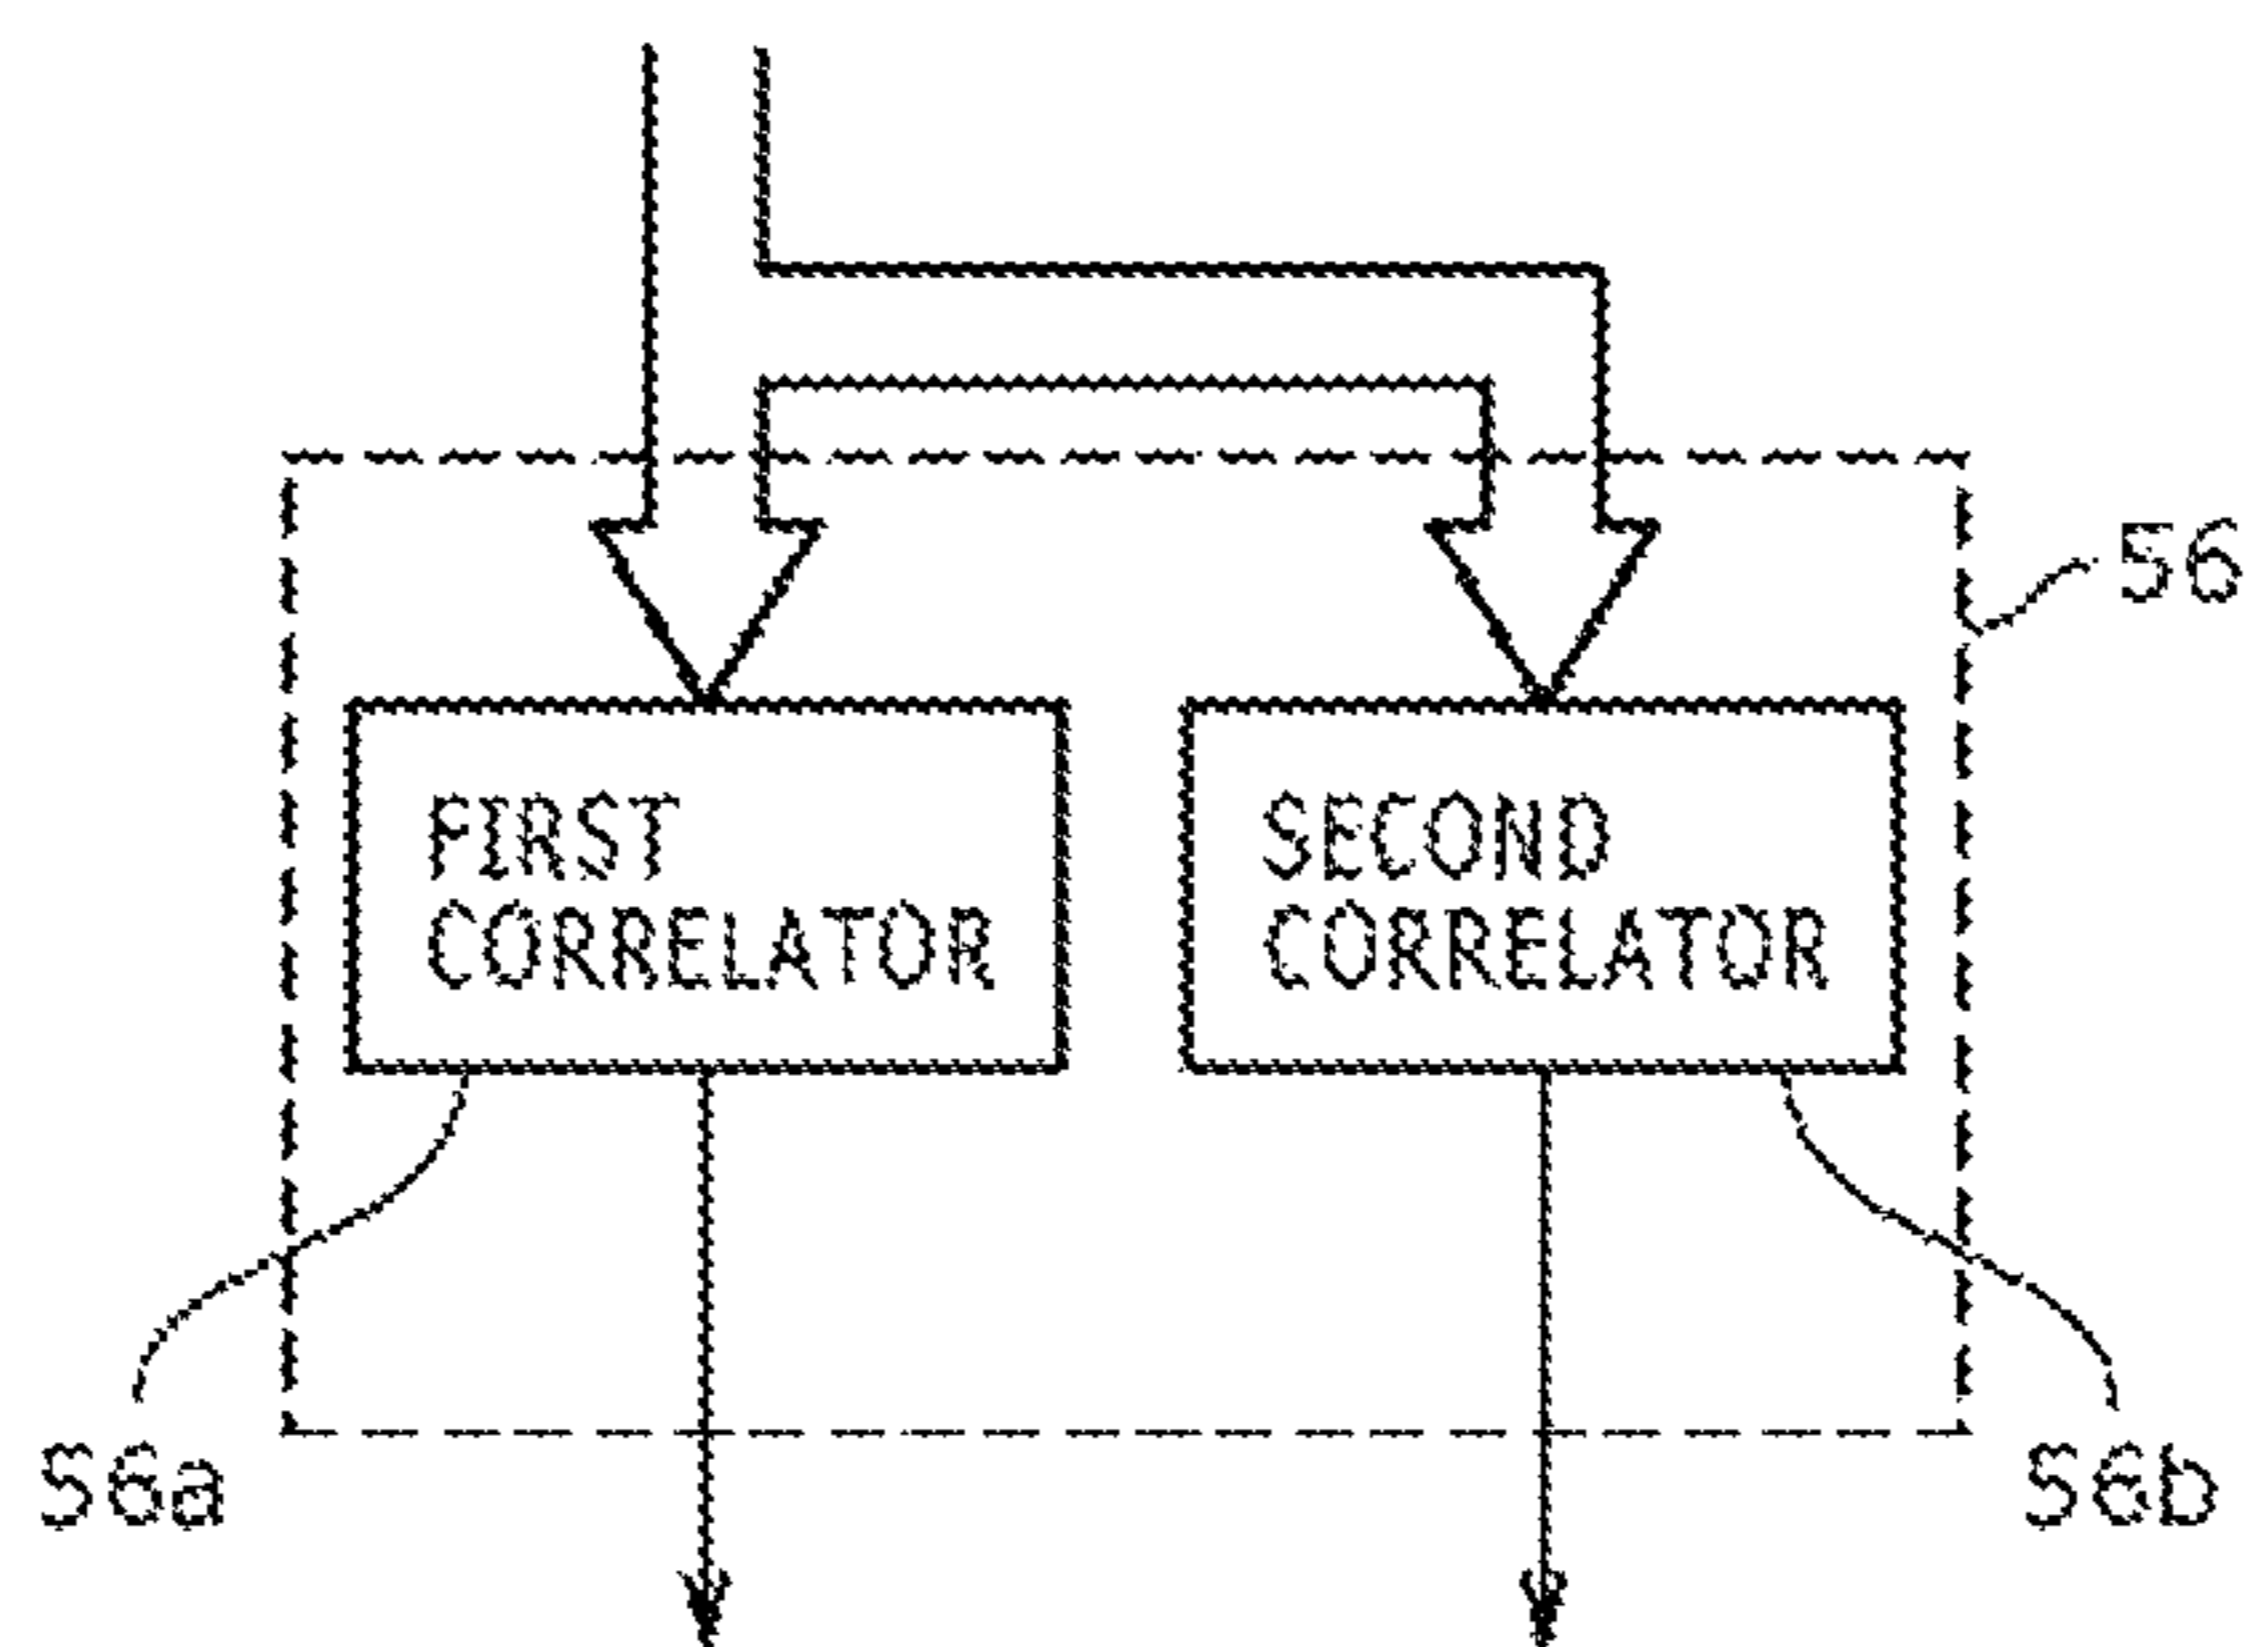 56
FIRST
CORRELATOR
SECOND
CORRELATOR
56a
56b